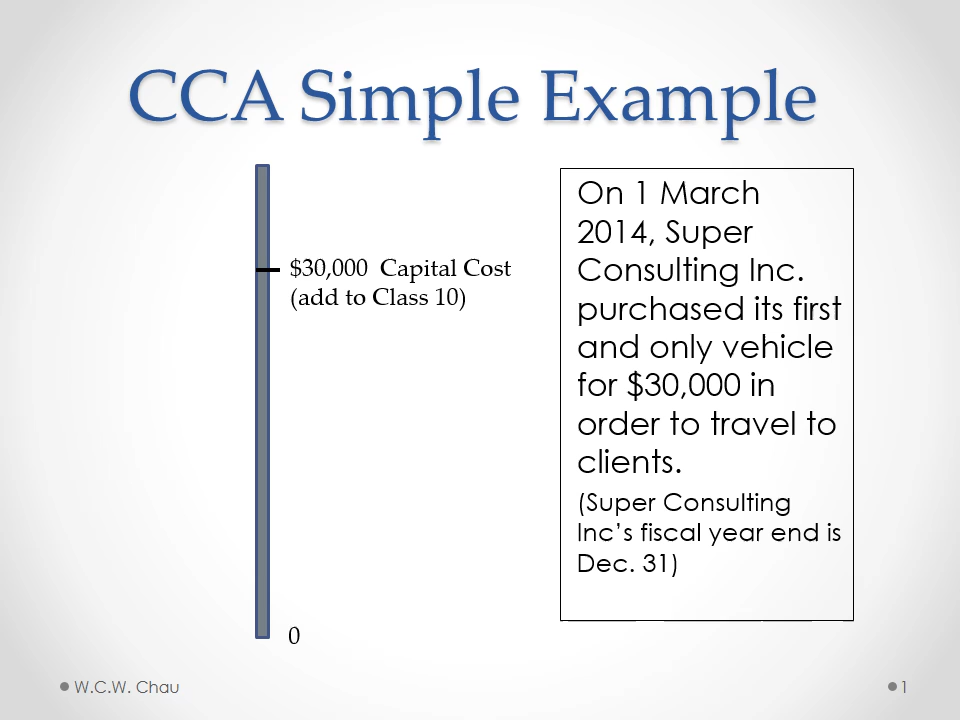 CCA Simple Example
$30,000  Capital Cost
(add to Class 10)
0
On 1 March
2014, Super
Consulting Inc.
purchased its first
and only vehicle
for $30,000 in
order to travel to
clients.
(Super Consulting
Inc’s fiscal year end is
Dec. 31)
W.C.W. Chau
1